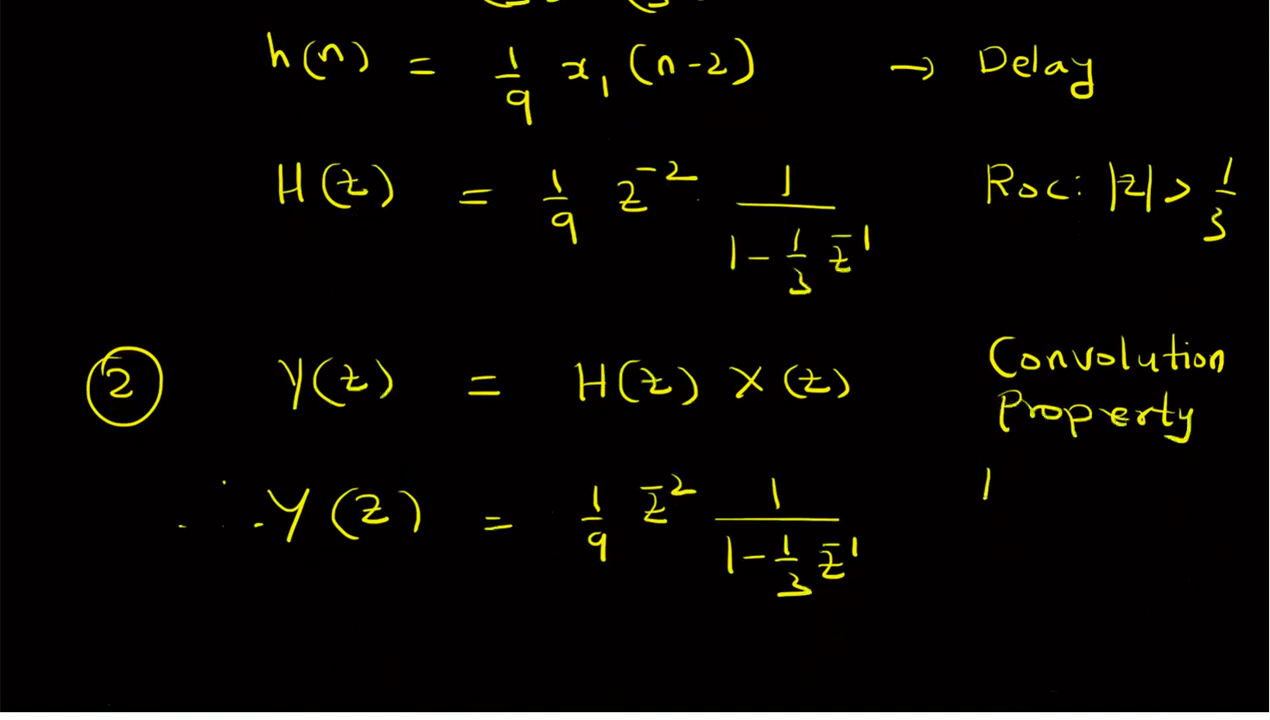 h(n) = 1/9 x₁ (n-2) → Delay
H(z) = 1/9 z⁻² 1/(1 - 1/3 z⁻¹) Roc: |z| > 1/3
② Y(z) = H(z) X(z) Convolution Property
∴ Y(z) = 1/9 z⁻² 1/(1 - 1/3 z⁻¹) 1